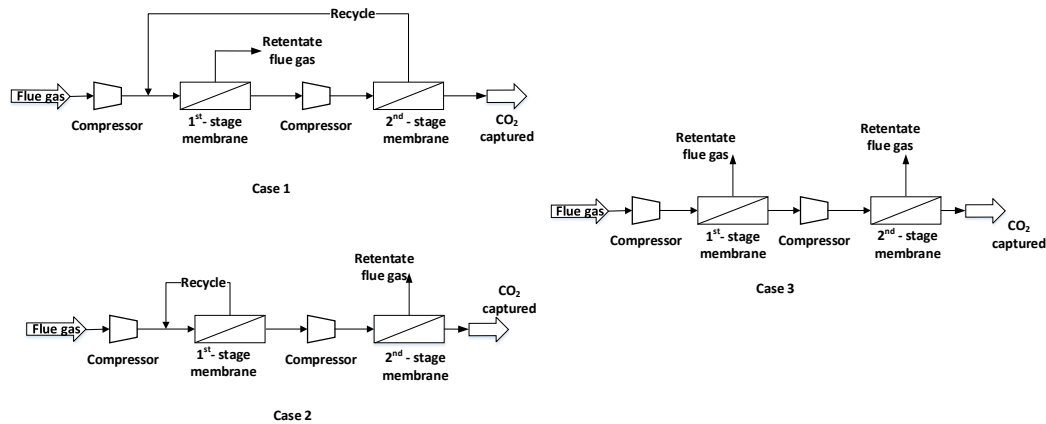 Recycle
Retentate
flue gas
Flue gas
Compressor
1st- stage
membrane
Compressor
2nd - stage
membrane
CO2
captured
Case 1
Recycle
Retentate
flue gas
CO2
captured
Flue gas
Compressor
1st- stage
membrane
Compressor
2nd - stage
membrane
Case 2
Retentate
flue gas
Retentate
flue gas
Flue gas
Compressor
1st- stage
membrane
Compressor
2nd - stage
membrane
CO2
captured
Case 3